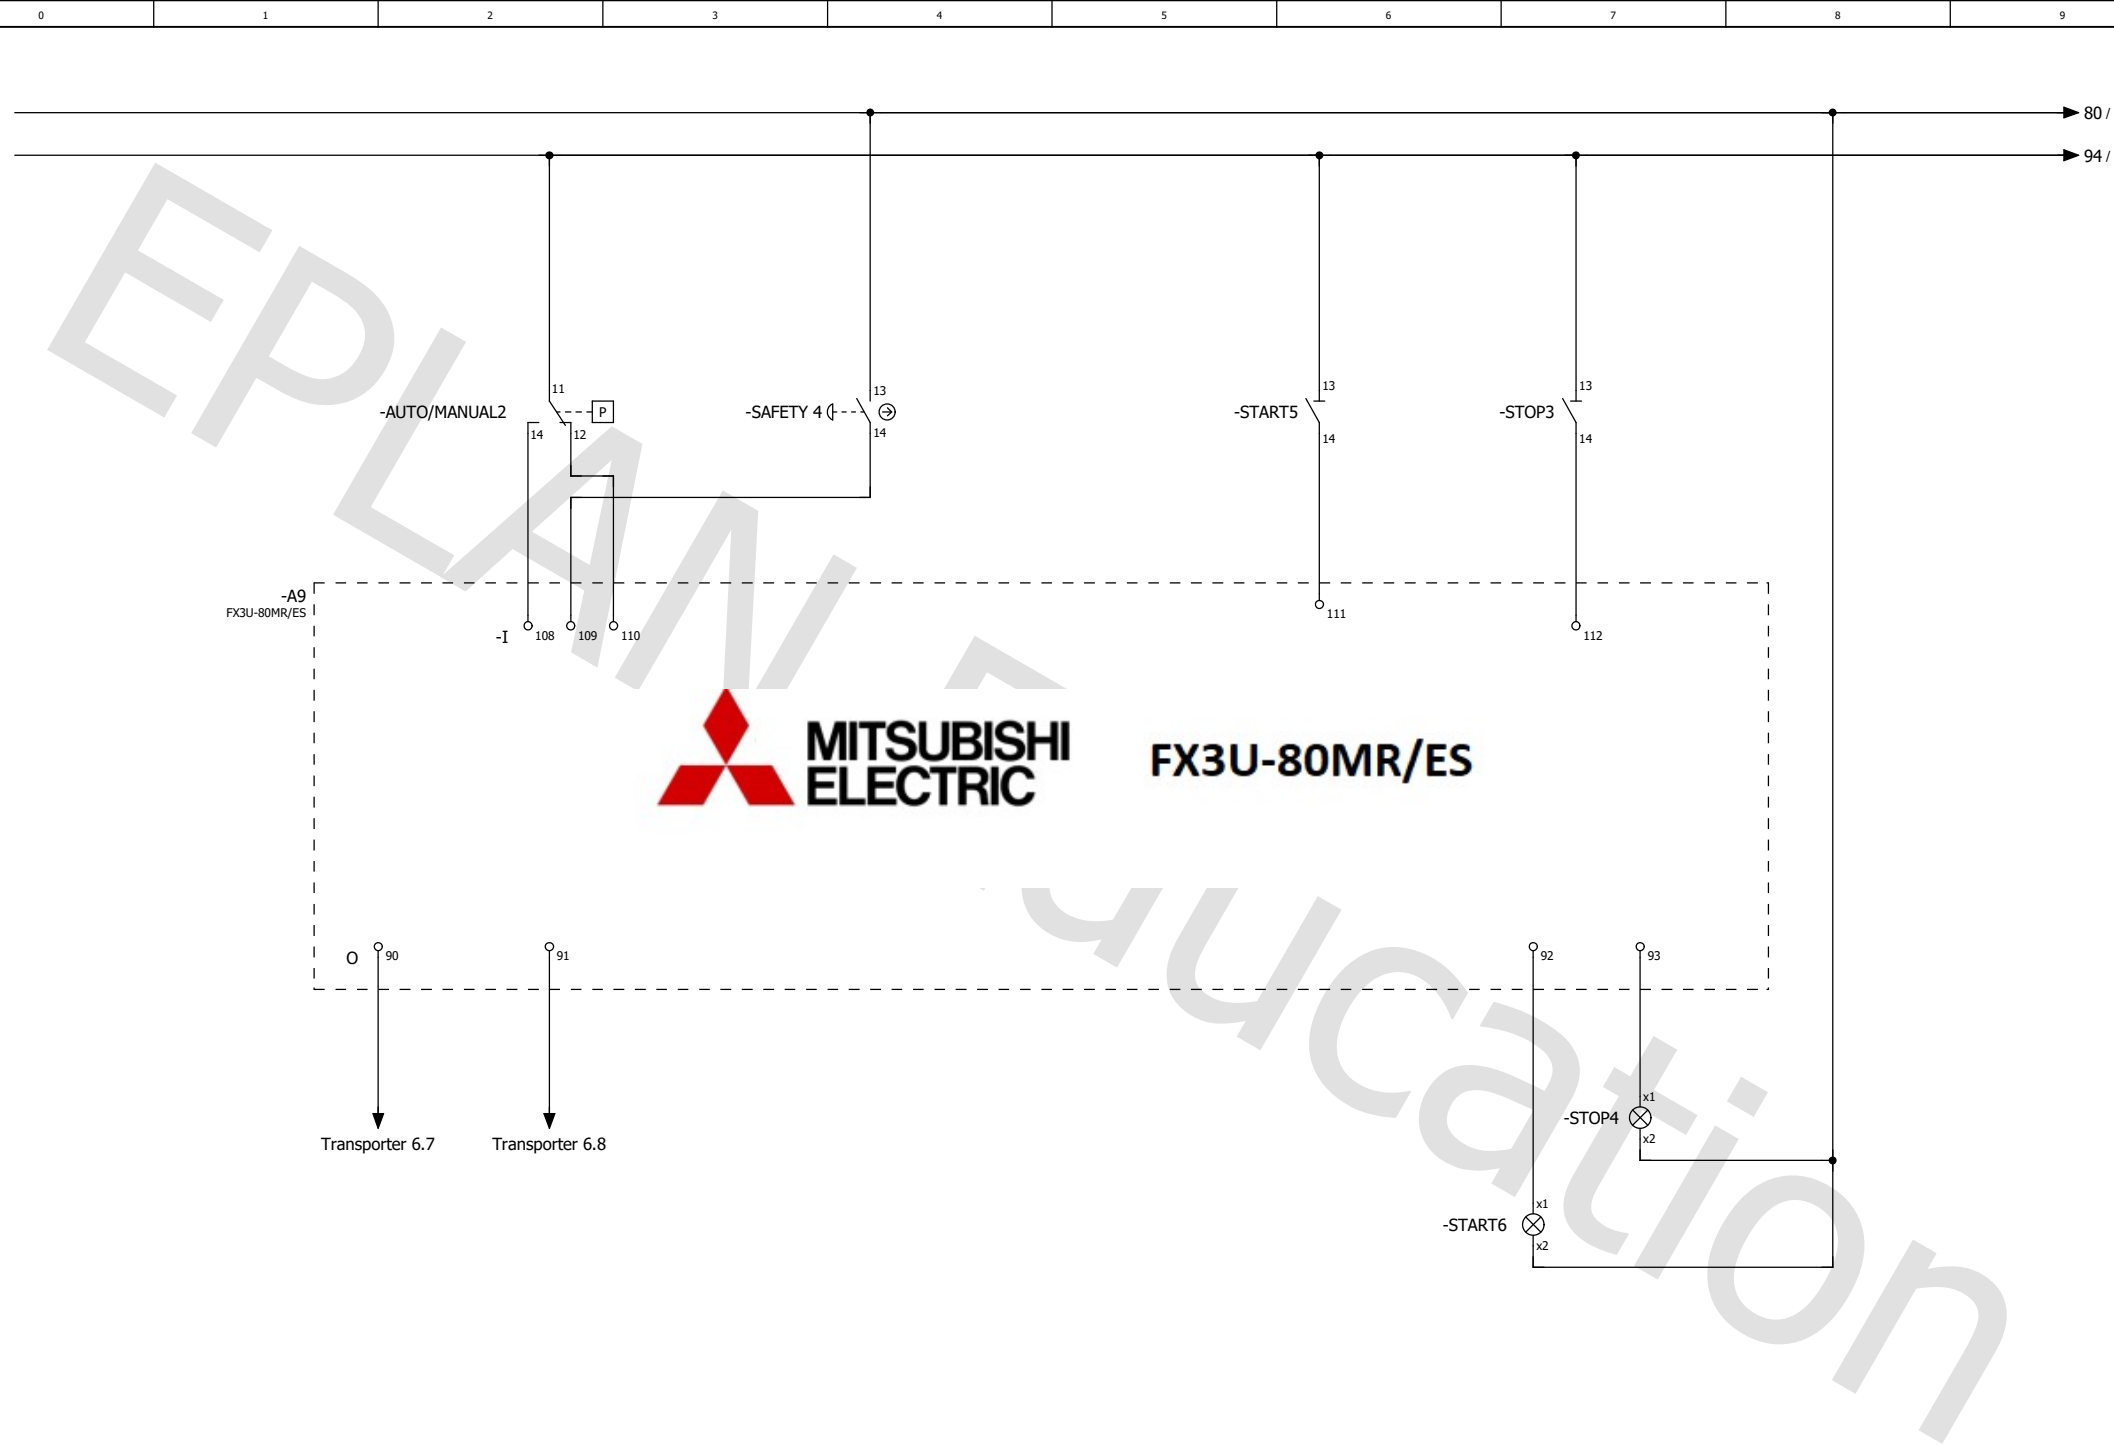 0 1 2 3 4 5 6 7 8 9
80 /
94 /
11
-AUTO/MANUAL2
P
14
12
-SAFETY 4
13
14
-START5
13
14
-STOP3
13
14
-A9
FX3U-80MR/ES
-I
108
109
110
111
112
MITSUBISHI
ELECTRIC
FX3U-80MR/ES
O
90
91
92
93
Transporter 6.7
Transporter 6.8
x1
-STOP4
x2
x1
-START6
x2
EPLAN Education